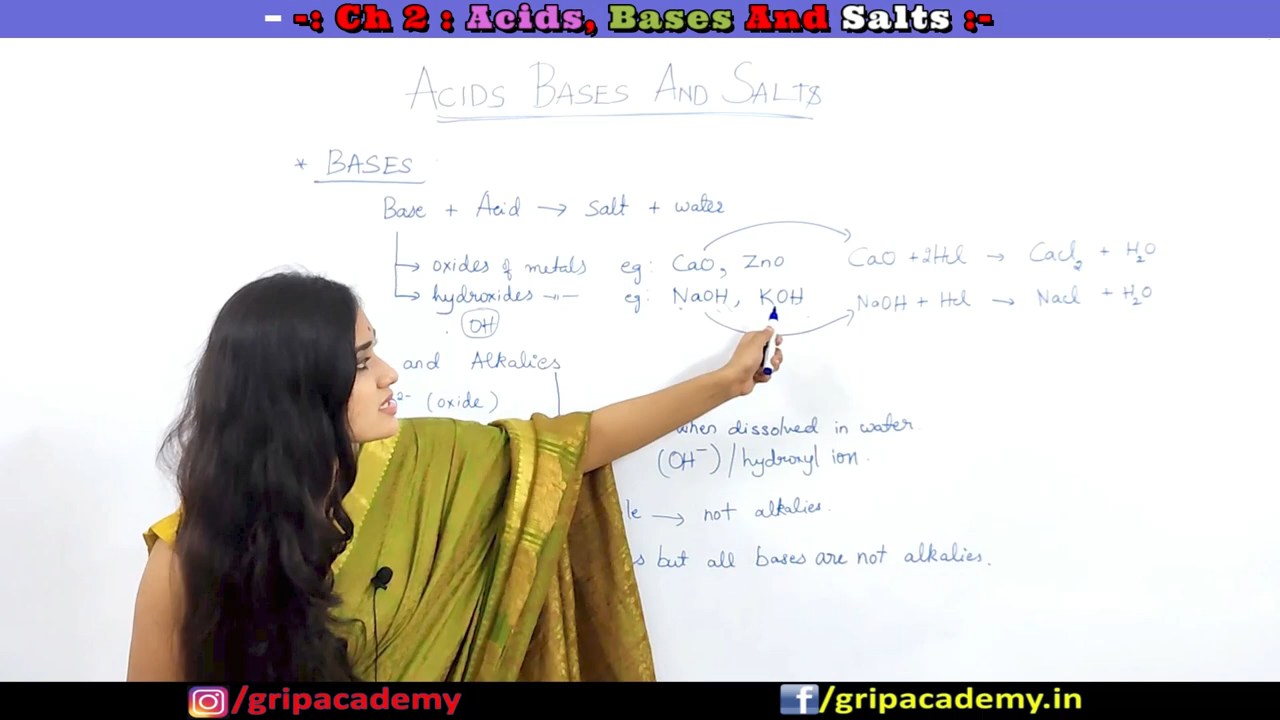 - -: Ch 2 : Acids, Bases And Salts :-
ACIDS BASES AND SALTS
* BASES
Base + Acid → Salt + water
→ oxides of metals eg: CaO, ZnO CaO + 2Hcl → Cacl₂ + H₂O
→ hydroxides —"— eg: NaOH, KOH NaOH + Hcl → Nacl + H₂O
OH
and Alkalies
²⁻ (oxide)
when dissolved in water
(OH⁻) / hydroxyl ion.
le → not alkalies.
s but all bases are not alkalies.
/gripacademy /gripacademy.in